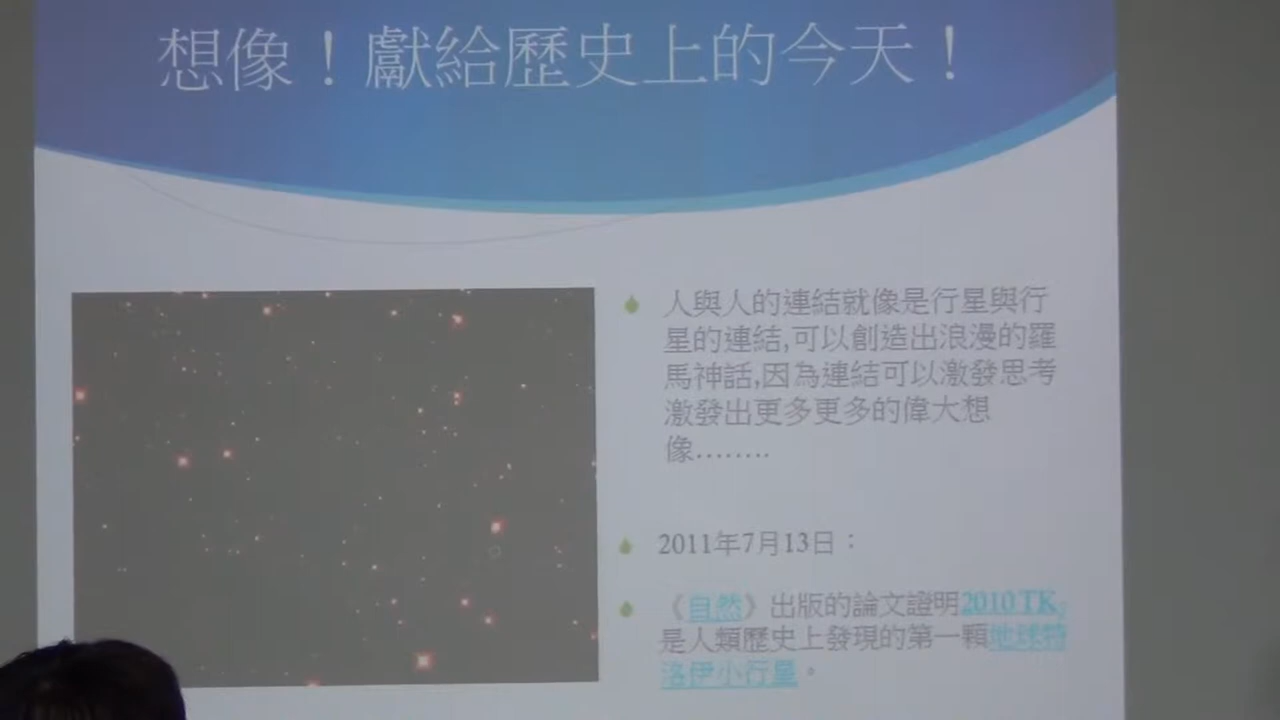 想像！獻給歷史上的今天！
人與人的連結就像是行星與行
星的連結,可以創造出浪漫的羅
馬神話,因為連結可以激發思考
激發出更多更多的偉大想
像........
2011年7月13日：
《自然》出版的論文證明2010 TK7
是人類歷史上發現的第一顆地球特
洛伊小行星。